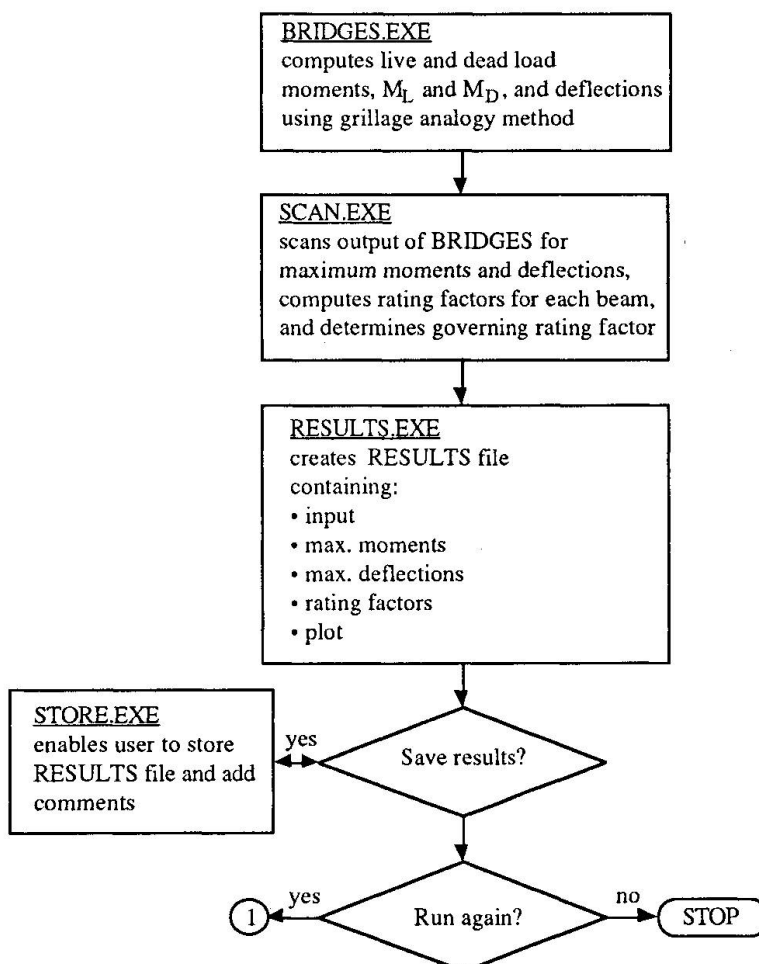 BRIDGES.EXE
computes live and dead load
moments, M_L and M_D, and deflections
using grillage analogy method
SCAN.EXE
scans output of BRIDGES for
maximum moments and deflections,
computes rating factors for each beam,
and determines governing rating factor
RESULTS.EXE
creates RESULTS file
containing:
• input
• max. moments
• max. deflections
• rating factors
• plot
STORE.EXE
enables user to store
RESULTS file and add
comments
yes
Save results?
1
yes
Run again?
no
STOP